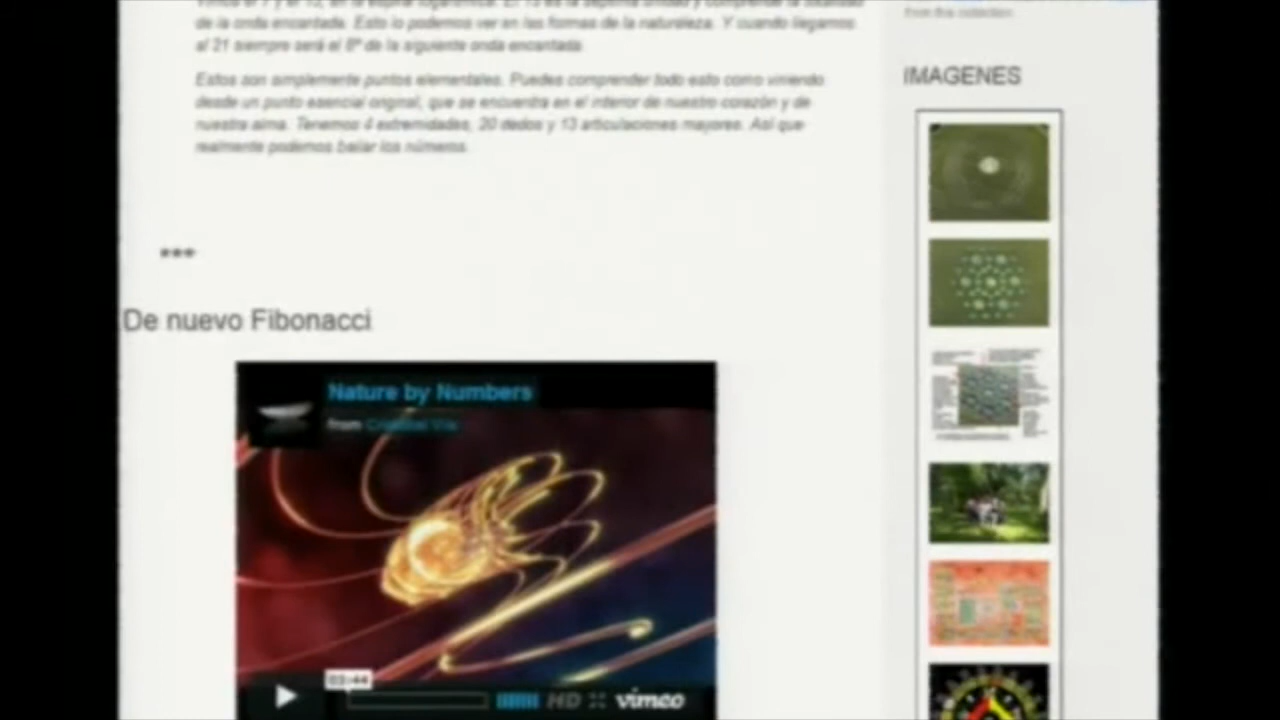 vimos el 7 y el 13, en la espiral logarítmica. El 13 es la séptima unidad y comprende la totalidad
de la onda encantada. Esto lo podemos ver en las formas de la naturaleza. Y cuando llegamos
al 21 siempre será el 8º de la siguiente onda encantada.
Estos son simplemente puntos elementales. Puedes comprender todo esto como viniendo
desde un punto esencial original, que se encuentra en el interior de nuestro corazón y de
nuestra alma. Tenemos 4 extremidades, 20 dedos y 13 articulaciones mayores. Así que
realmente podemos bailar los números.
***
De nuevo Fibonacci
Nature by Numbers
from Cristóbal Vila
03:44
HD vimeo
from this collection
IMAGENES